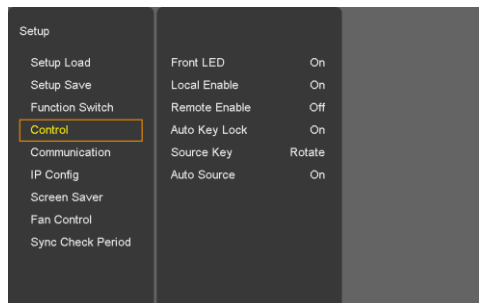 Setup
Setup Load
Setup Save
Function Switch
Control
Communication
IP Config
Screen Saver
Fan Control
Sync Check Period
Front LED On
Local Enable On
Remote Enable Off
Auto Key Lock On
Source Key Rotate
Auto Source On